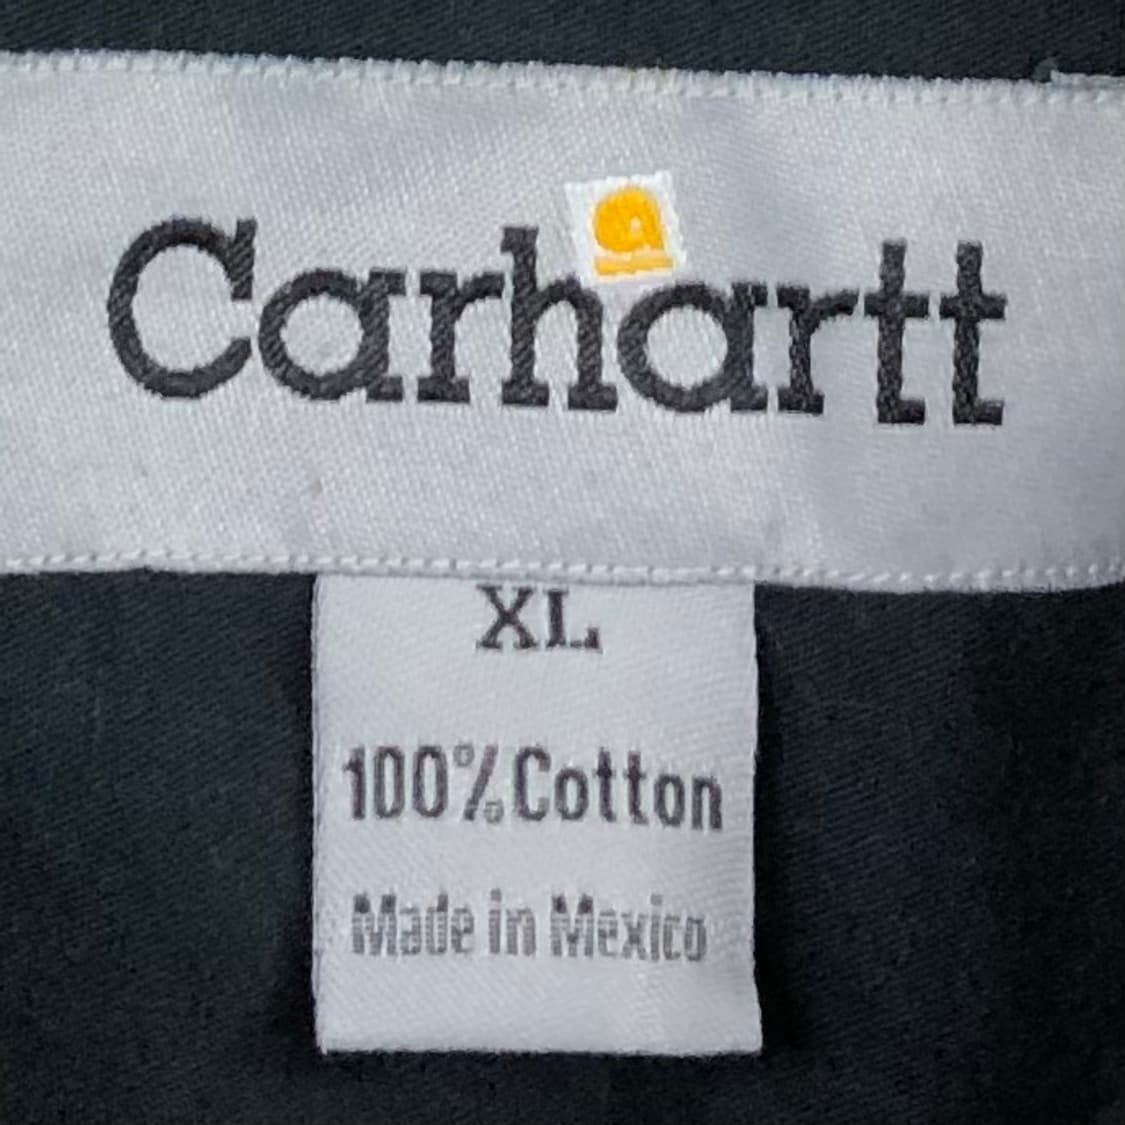 Carhartt
XL
100% Cotton
Made in Mexico